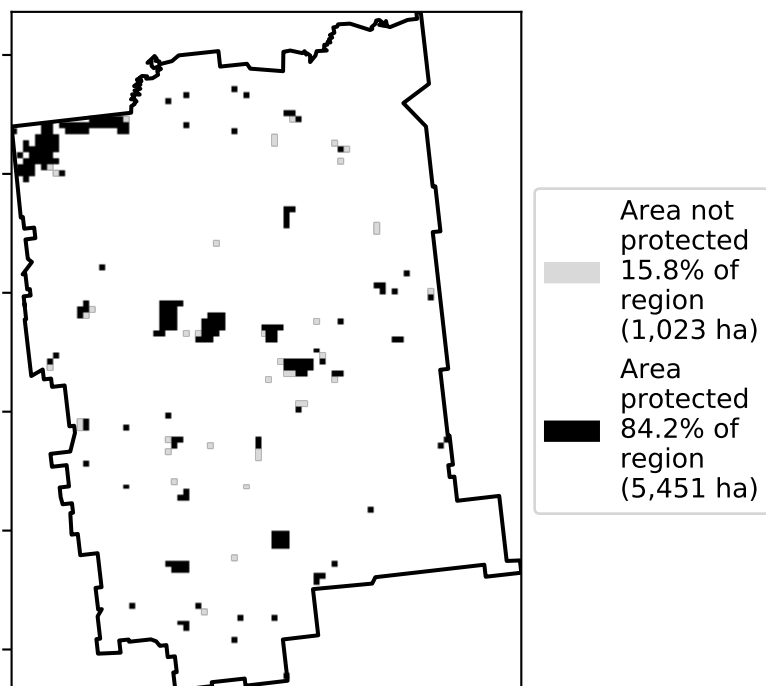 Area not
protected
15.8% of
region
(1,023 ha)
Area
protected
84.2% of
region
(5,451 ha)